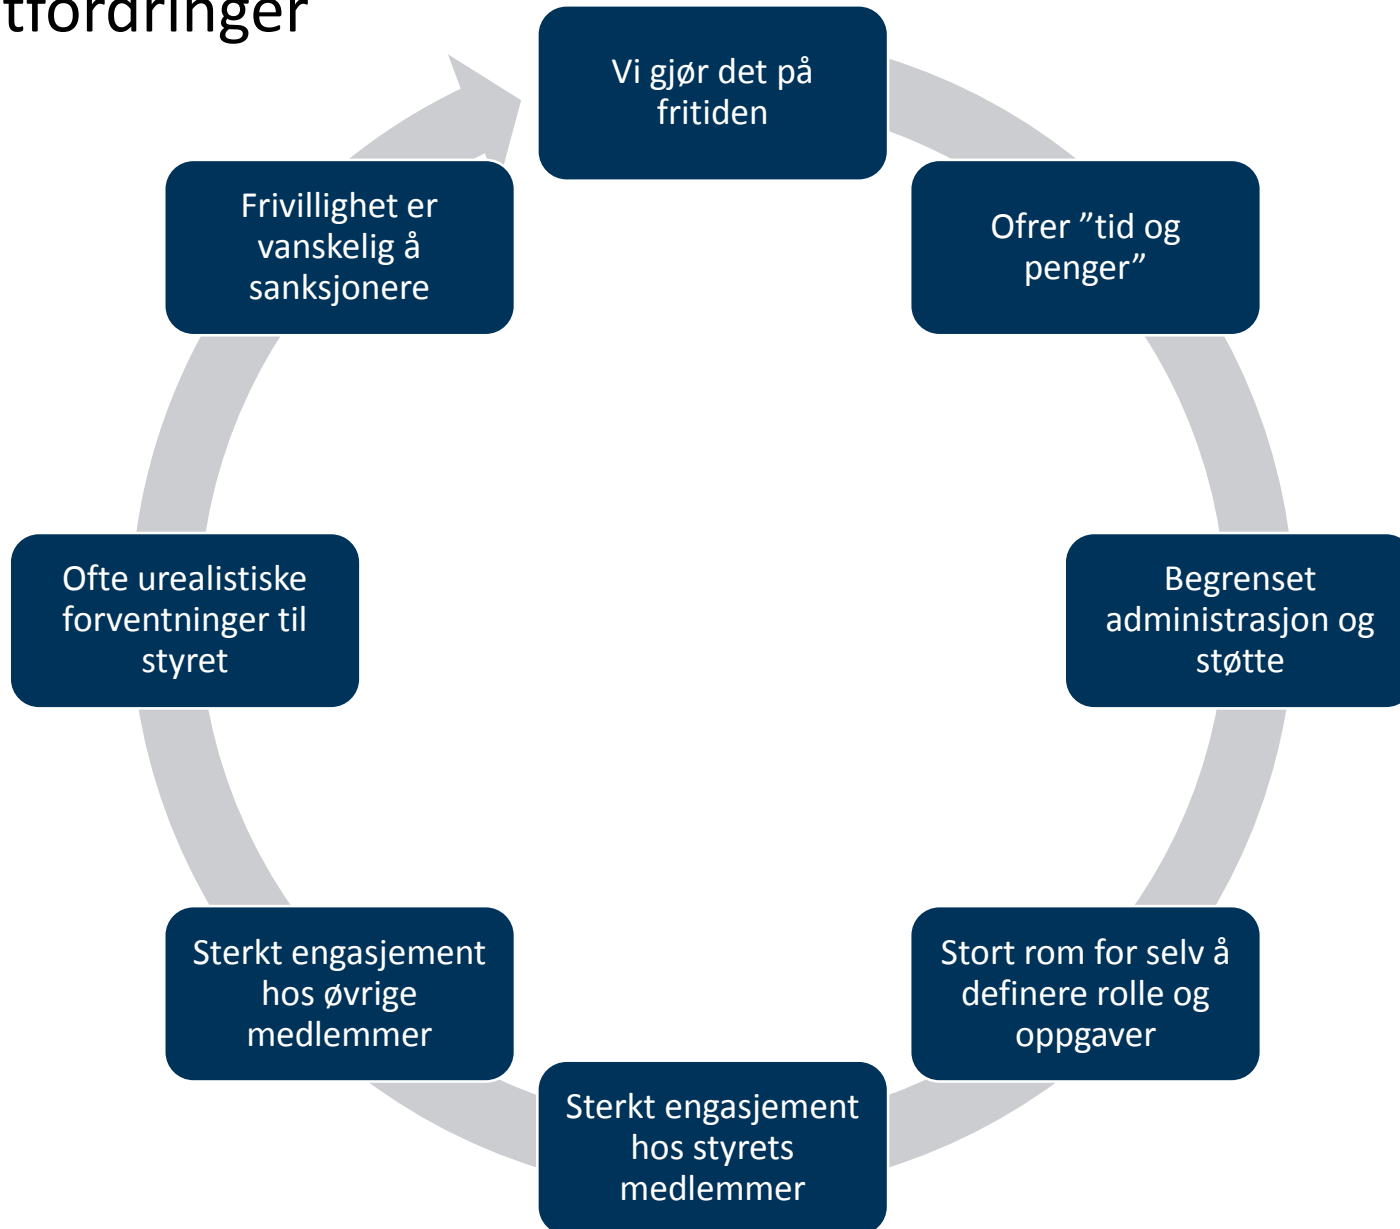 tfordringer
Vi gjør det på
fritiden
Ofrer ”tid og
penger”
Begrenset
administrasjon og
støtte
Stort rom for selv å
definere rolle og
oppgaver
Sterkt engasjement
hos styrets
medlemmer
Sterkt engasjement
hos øvrige
medlemmer
Ofte urealistiske
forventninger til
styret
Frivillighet er
vanskelig å
sanksjonere